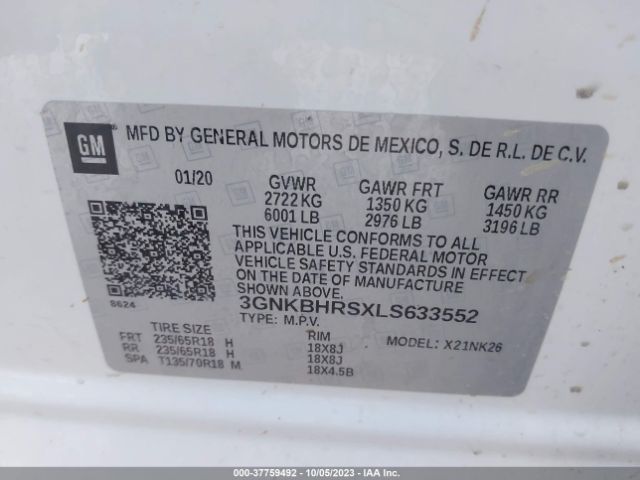 GM
MFD BY GENERAL MOTORS DE MEXICO, S. DE R.L. DE C.V.
01/20
GVWR GAWR FRT GAWR RR
2722 KG 1350 KG 1450 KG
6001 LB 2976 LB 3196 LB
THIS VEHICLE CONFORMS TO ALL
APPLICABLE U.S. FEDERAL MOTOR
VEHICLE SAFETY STANDARDS IN EFFECT
ON THE DATE OF MANUFACTURE
SHOWN ABOVE.
8624
3GNKBHRSXLS633552
TYPE: M.P.V.
MODEL: X21NK26
TIRE SIZE RIM
FRT 235/65R18 H 18X8J
RR 235/65R18 H 18X8J
SPA T135/70R18 M 18X4.5B
000-37759492 - 10/05/2023 - © IAA